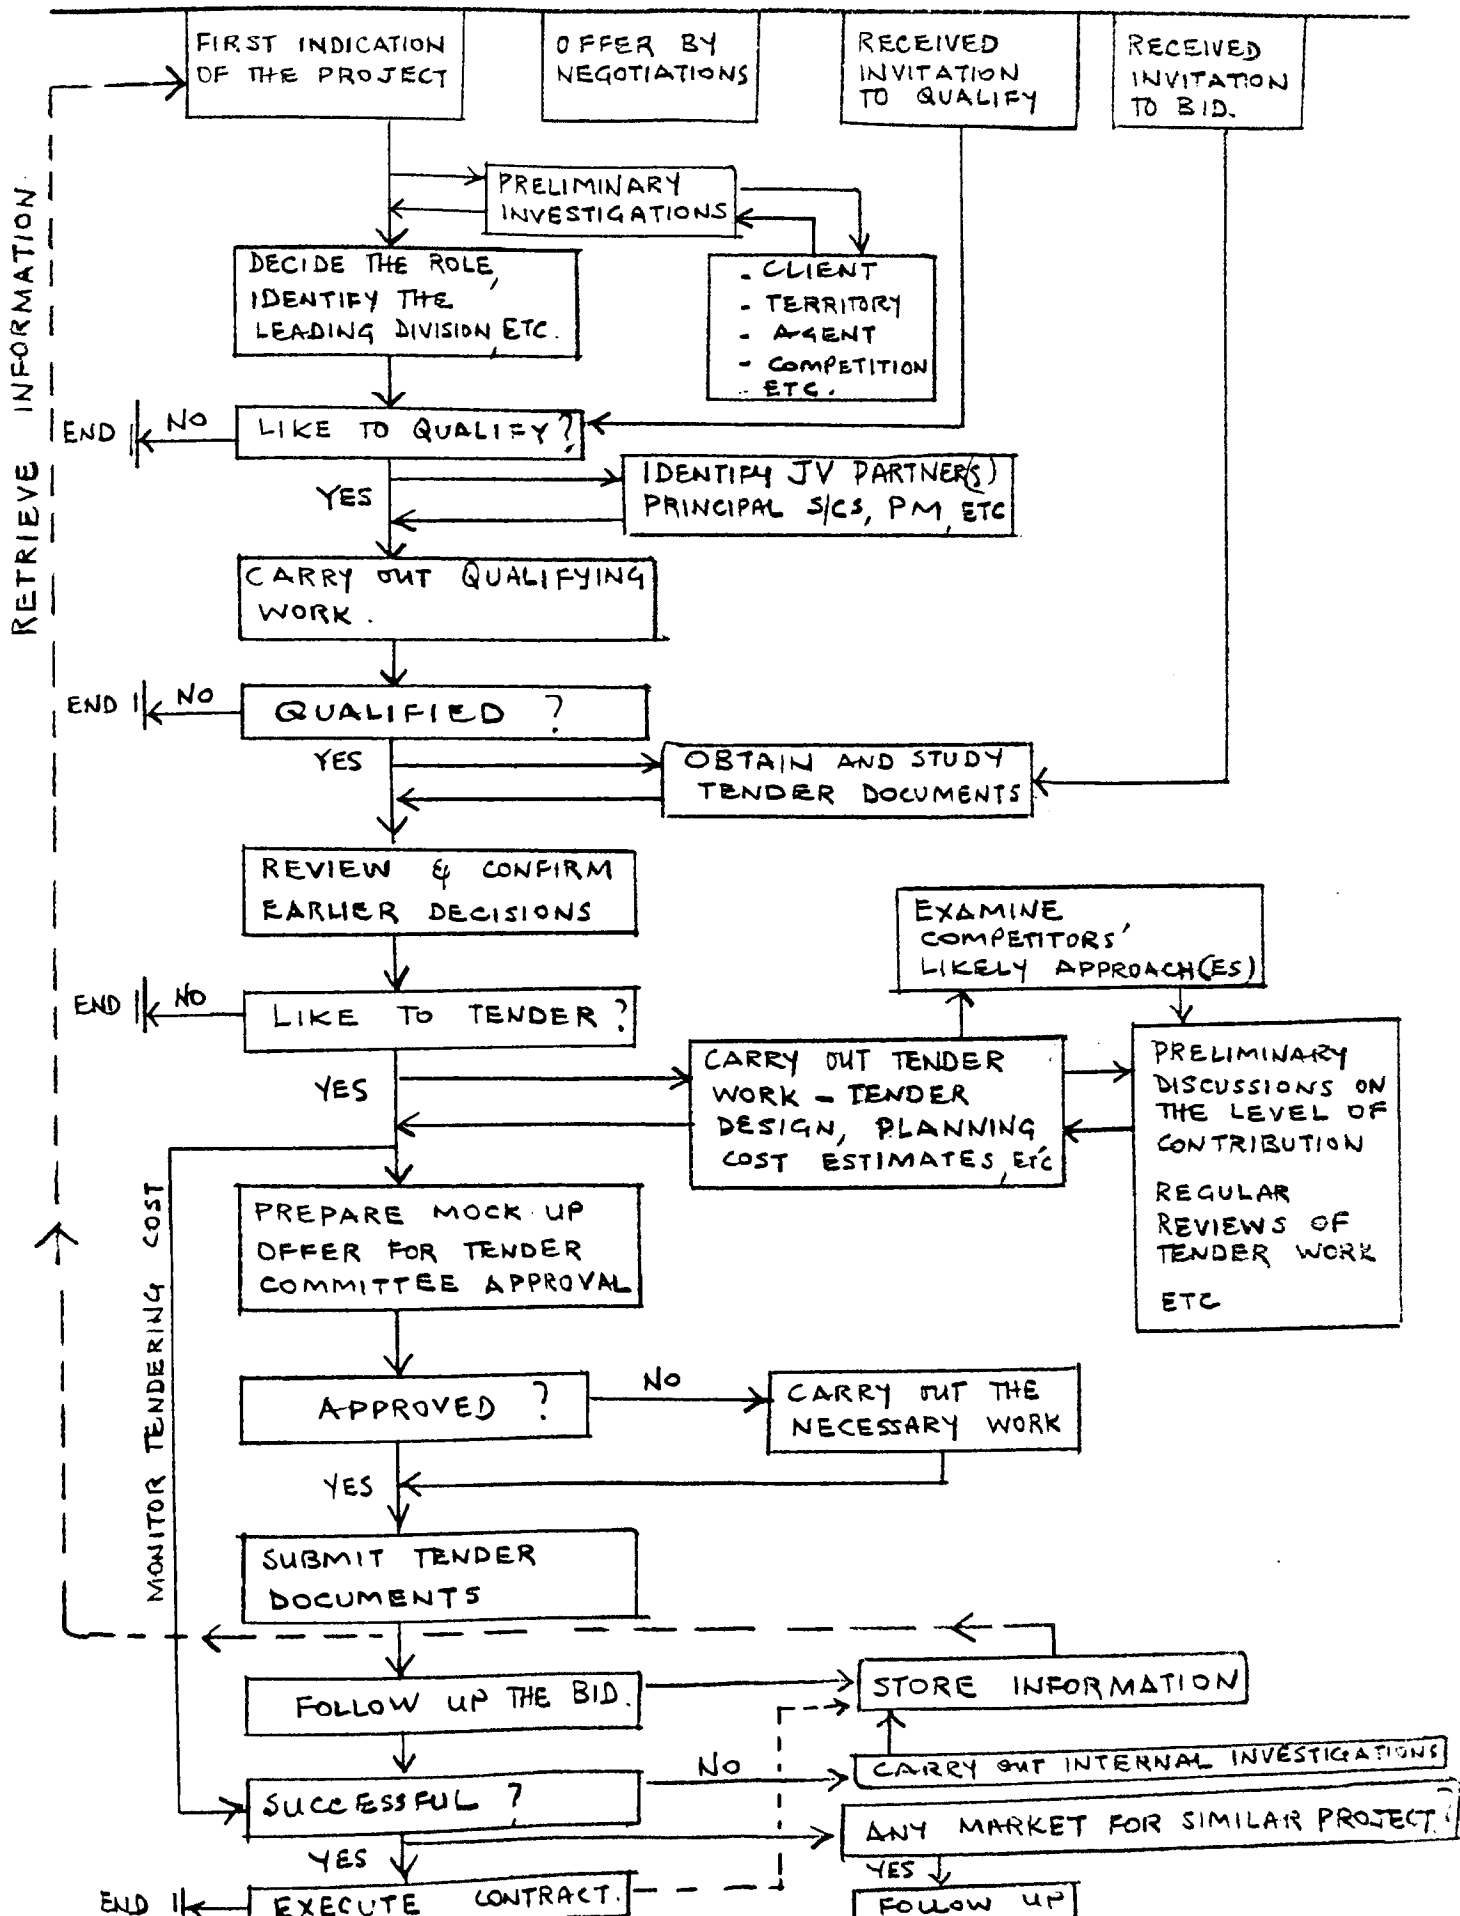 FIRST INDICATION
OF THE PROJECT
OFFER BY
NEGOTIATIONS
RECEIVED
INVITATION
TO QUALIFY
RECEIVED
INVITATION
TO BID.
PRELIMINARY
INVESTIGATIONS
DECIDE THE ROLE,
IDENTIFY THE
LEADING DIVISION, ETC.
- CLIENT
- TERRITORY
- AGENT
- COMPETITION
- ETC.
RETRIEVE INFORMATION
END NO
LIKE TO QUALIFY?
YES
IDENTIFY JV PARTNER(S)
PRINCIPAL S/CS, PM, ETC
CARRY OUT QUALIFYING
WORK.
END NO
QUALIFIED ?
YES
OBTAIN AND STUDY
TENDER DOCUMENTS
REVIEW & CONFIRM
EARLIER DECISIONS
EXAMINE
COMPETITORS'
LIKELY APPROACH(ES)
END NO
LIKE TO TENDER?
YES
CARRY OUT TENDER
WORK - TENDER
DESIGN, PLANNING
COST ESTIMATES, ETC
PRELIMINARY
DISCUSSIONS ON
THE LEVEL OF
CONTRIBUTION
REGULAR
REVIEWS OF
TENDER WORK
ETC
MONITOR TENDERING COST
PREPARE MOCK UP
OFFER FOR TENDER
COMMITTEE APPROVAL
APPROVED ?
NO
CARRY OUT THE
NECESSARY WORK
YES
SUBMIT TENDER
DOCUMENTS
FOLLOW UP THE BID.
STORE INFORMATION
SUCCESSFUL ?
NO
CARRY OUT INTERNAL INVESTIGATIONS
ANY MARKET FOR SIMILAR PROJECT?
YES
YES
END
EXECUTE CONTRACT.
FOLLOW UP